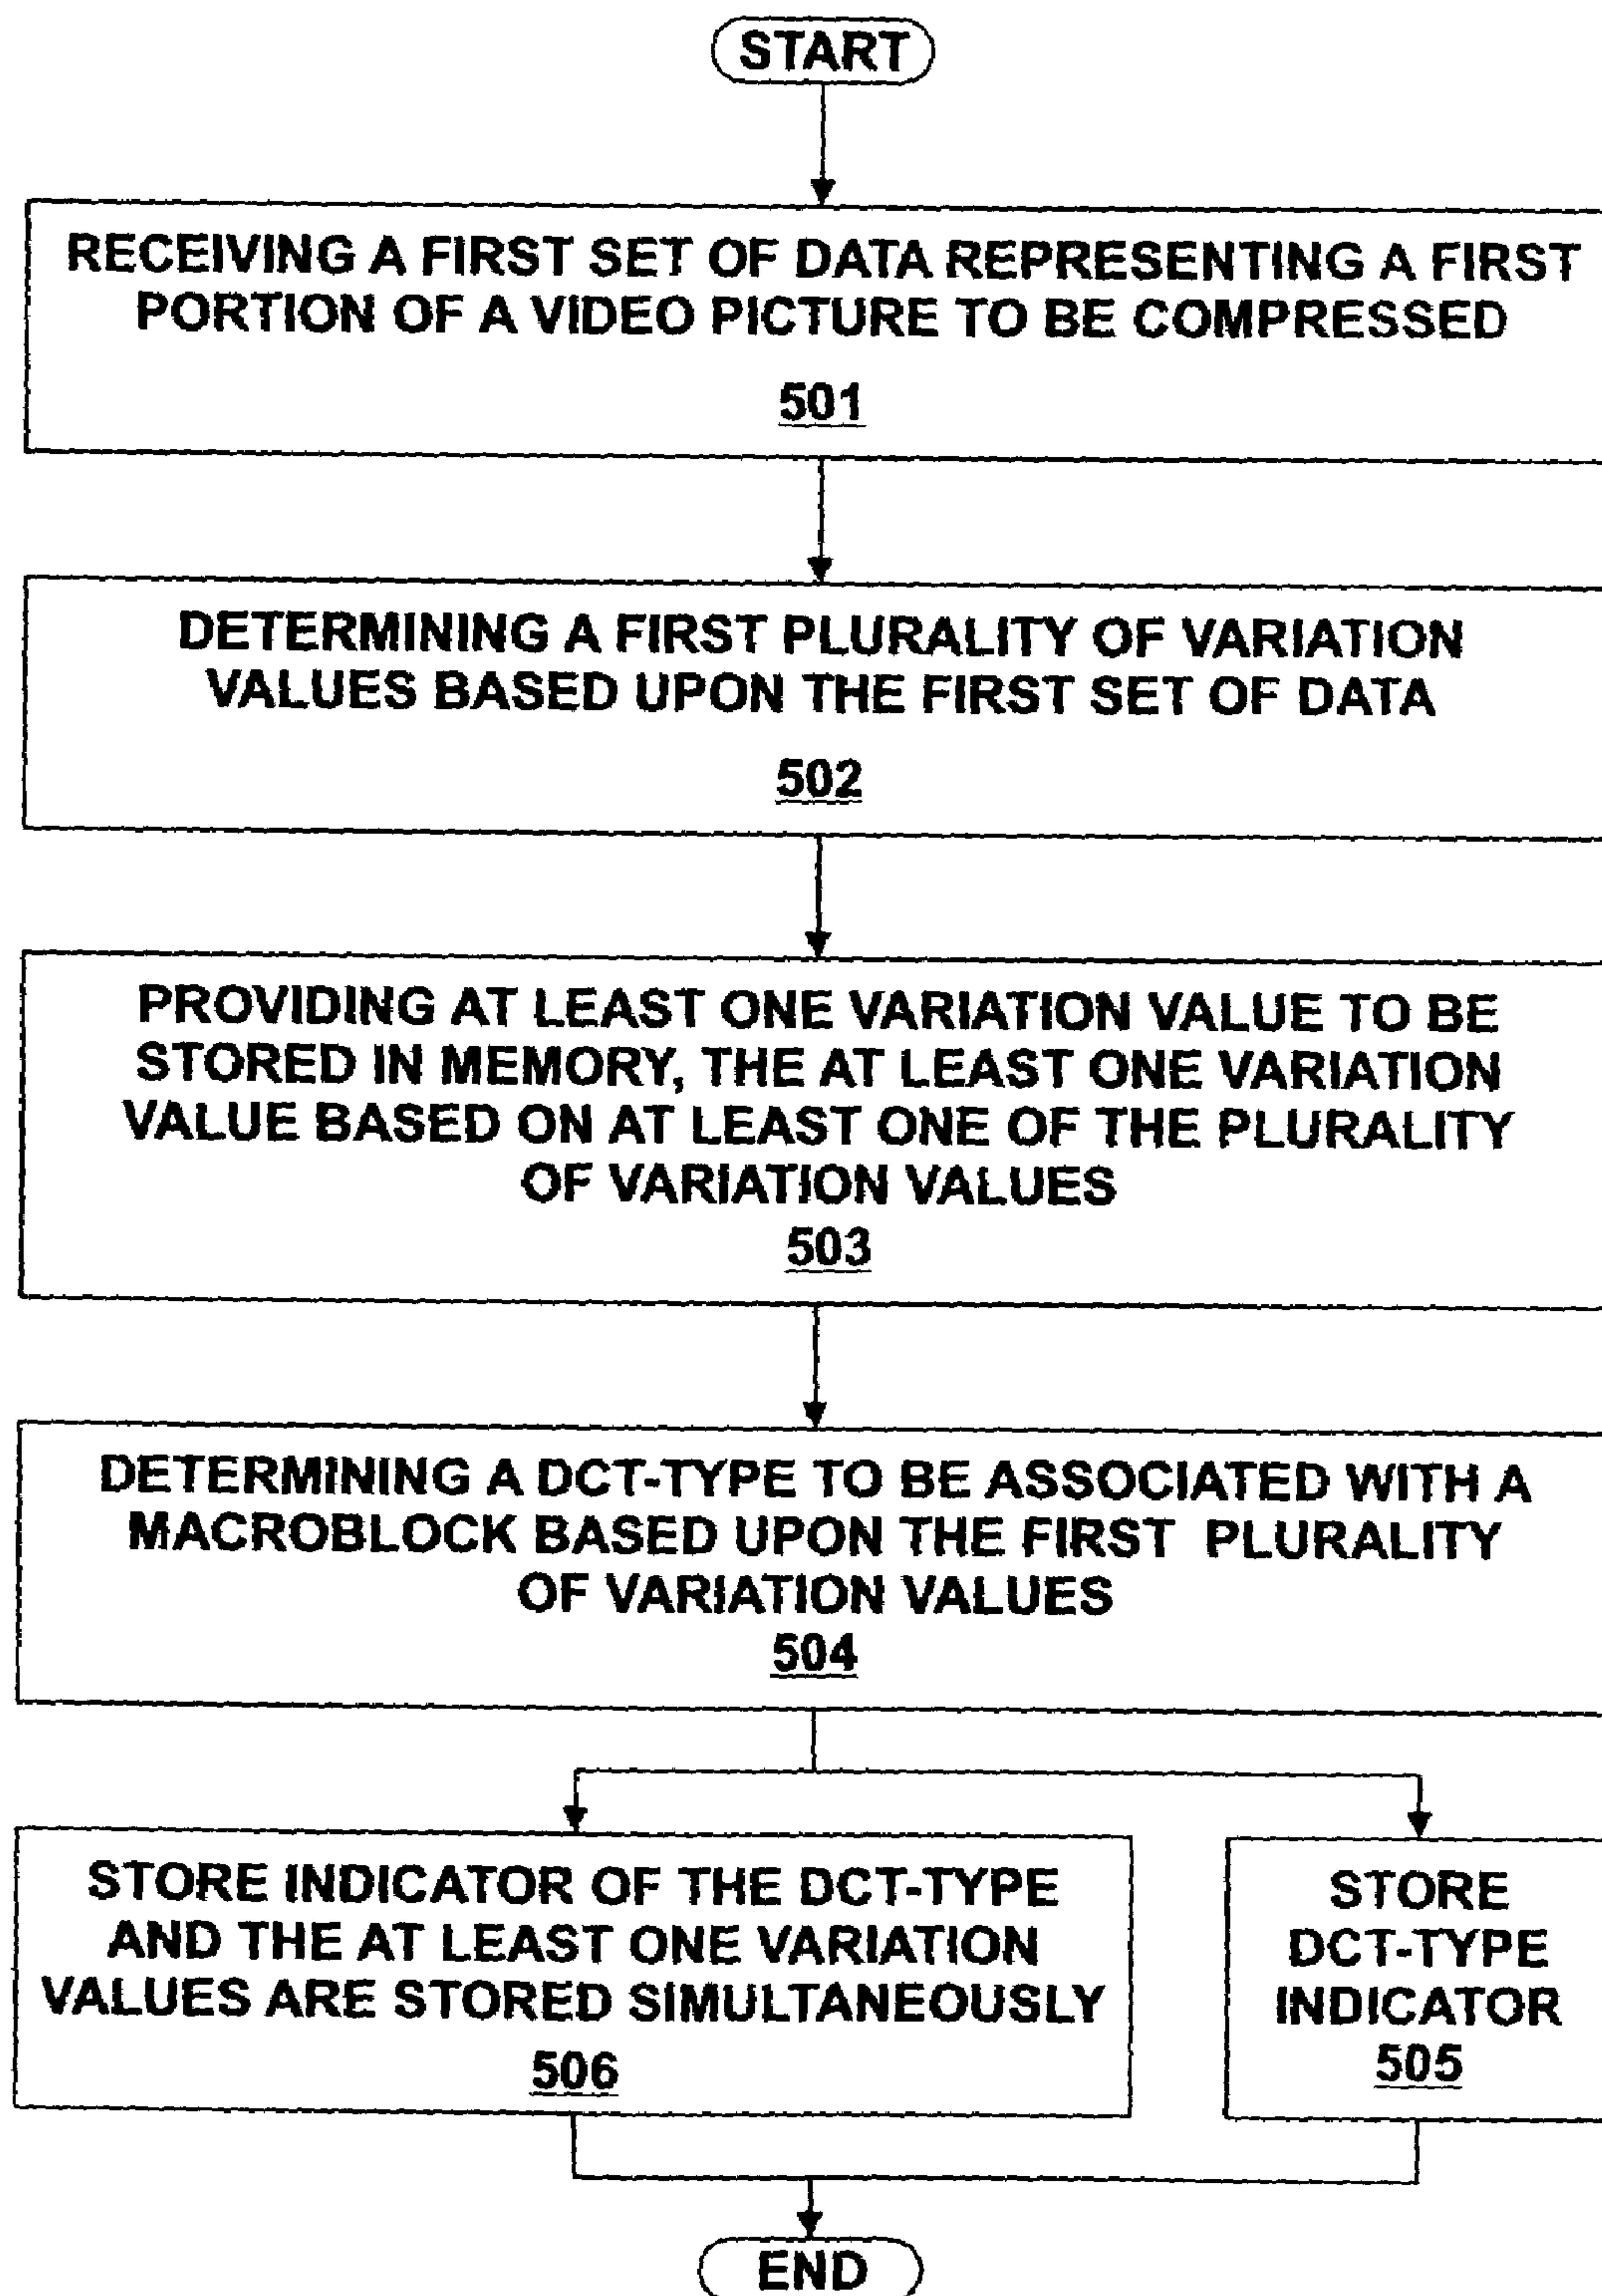 START
RECEIVING A FIRST SET OF DATA REPRESENTING A FIRST
PORTION OF A VIDEO PICTURE TO BE COMPRESSED
501
DETERMINING A FIRST PLURALITY OF VARIATION
VALUES BASED UPON THE FIRST SET OF DATA
502
PROVIDING AT LEAST ONE VARIATION VALUE TO BE
STORED IN MEMORY, THE AT LEAST ONE VARIATION
VALUE BASED ON AT LEAST ONE OF THE PLURALITY
OF VARIATION VALUES
503
DETERMINING A DCT-TYPE TO BE ASSOCIATED WITH A
MACROBLOCK BASED UPON THE FIRST PLURALITY
OF VARIATION VALUES
504
STORE INDICATOR OF THE DCT-TYPE
AND THE AT LEAST ONE VARIATION
VALUES ARE STORED SIMULTANEOUSLY
506
STORE
DCT-TYPE
INDICATOR
505
END